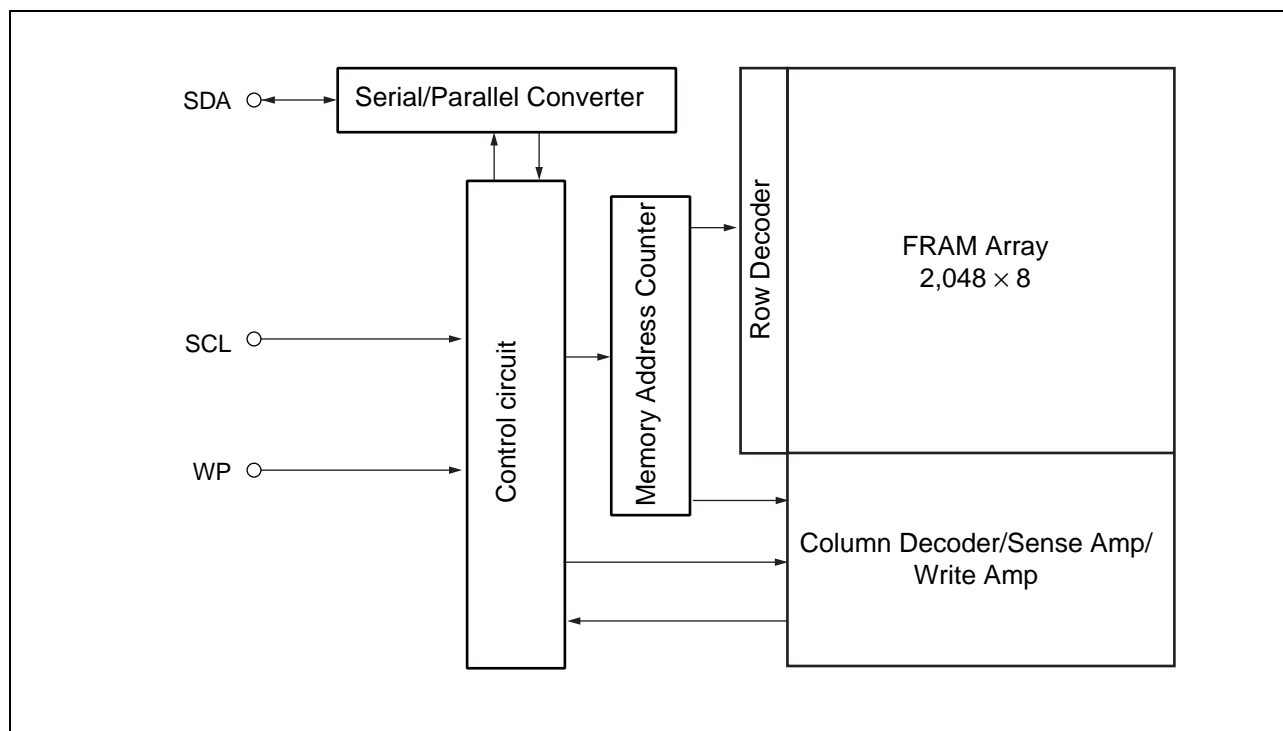 SDA
Serial/Parallel Converter
SCL
WP
Control circuit
Memory Address Counter
Row Decoder
FRAM Array
2,048 × 8
Column Decoder/Sense Amp/
Write Amp